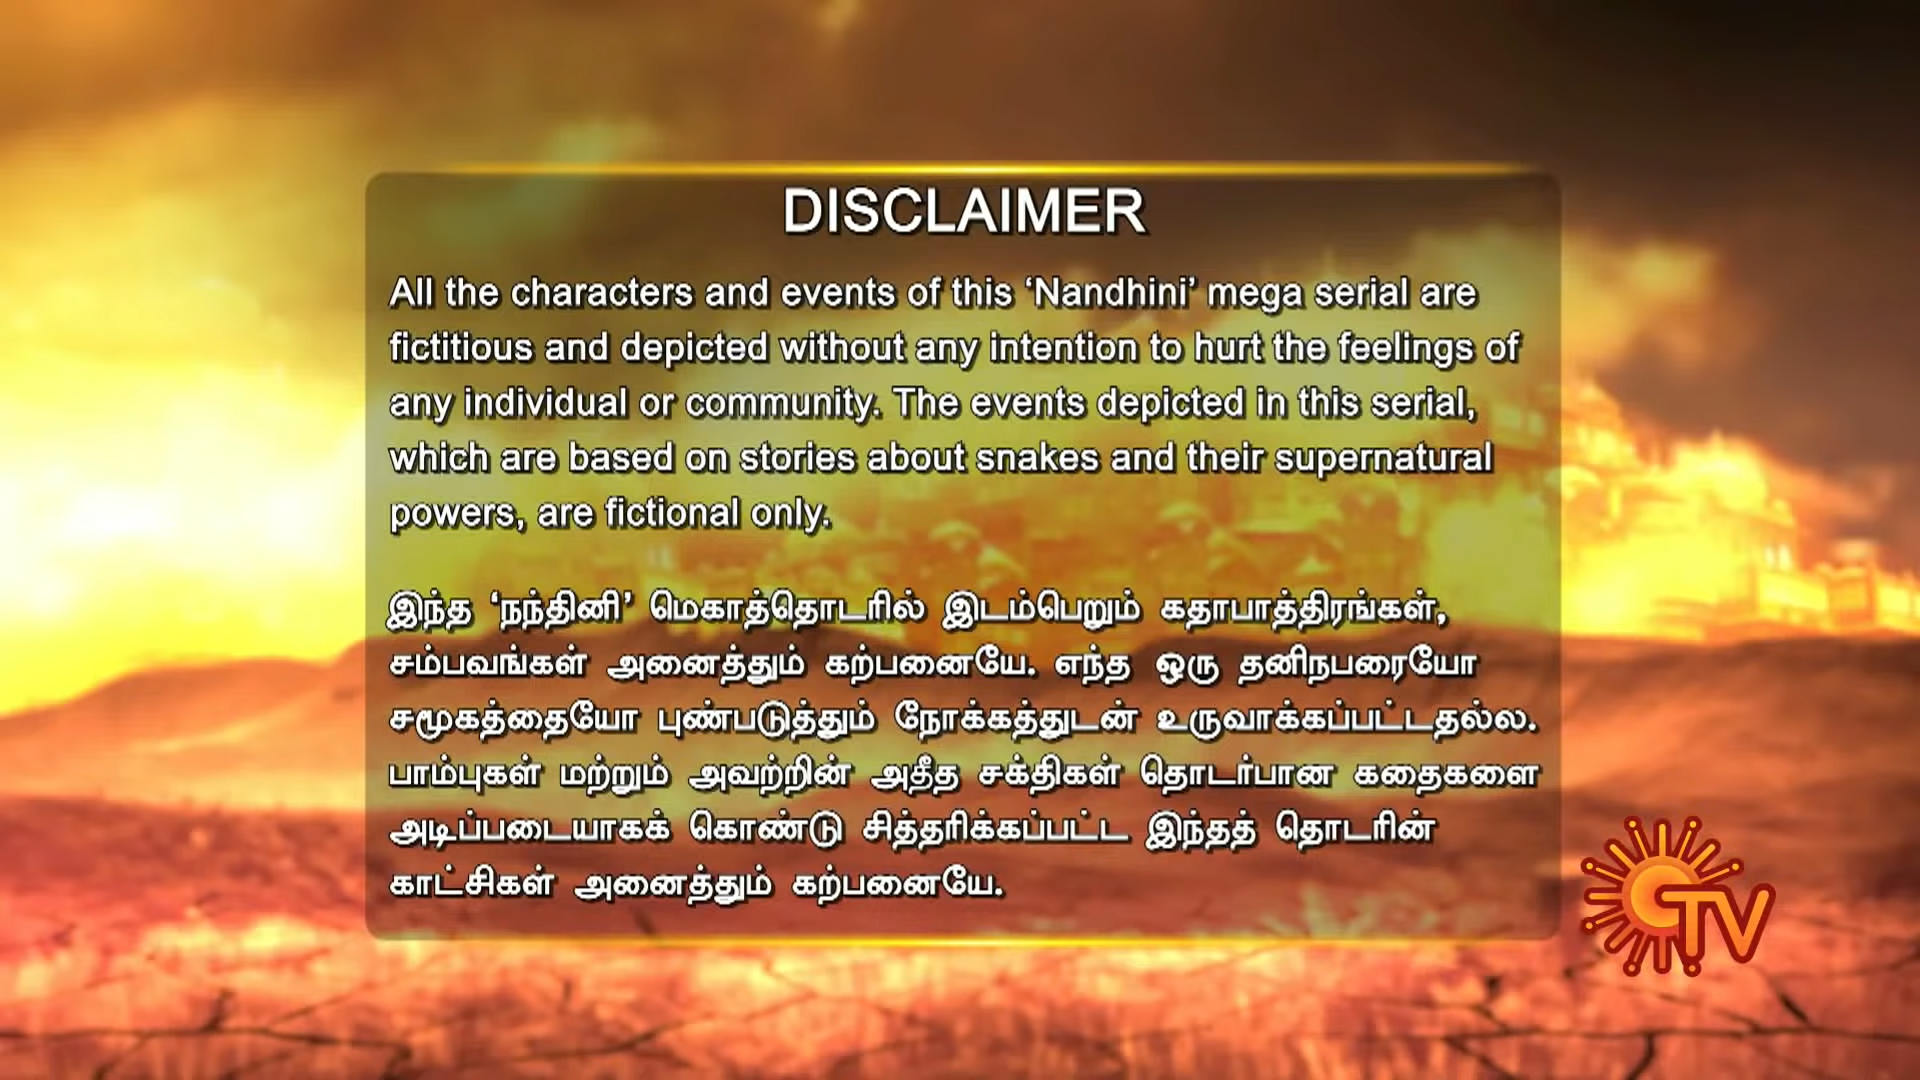 DISCLAIMER
All the characters and events of this ‘Nandhini’ mega serial are
fictitious and depicted without any intention to hurt the feelings of
any individual or community. The events depicted in this serial,
which are based on stories about snakes and their supernatural
powers, are fictional only.
இந்த ‘நந்தினி’ மெகாத்தொடரில் இடம்பெறும் கதாபாத்திரங்கள்,
சம்பவங்கள் அனைத்தும் கற்பனையே. எந்த ஒரு தனிநபரையோ
சமூகத்தையோ புண்படுத்தும் நோக்கத்துடன் உருவாக்கப்பட்டதல்ல.
பாம்புகள் மற்றும் அவற்றின் அதீத சக்திகள் தொடர்பான கதைகளை
அடிப்படையாகக் கொண்டு சித்தரிக்கப்பட்ட இந்தத் தொடரின்
காட்சிகள் அனைத்தும் கற்பனையே.
TV